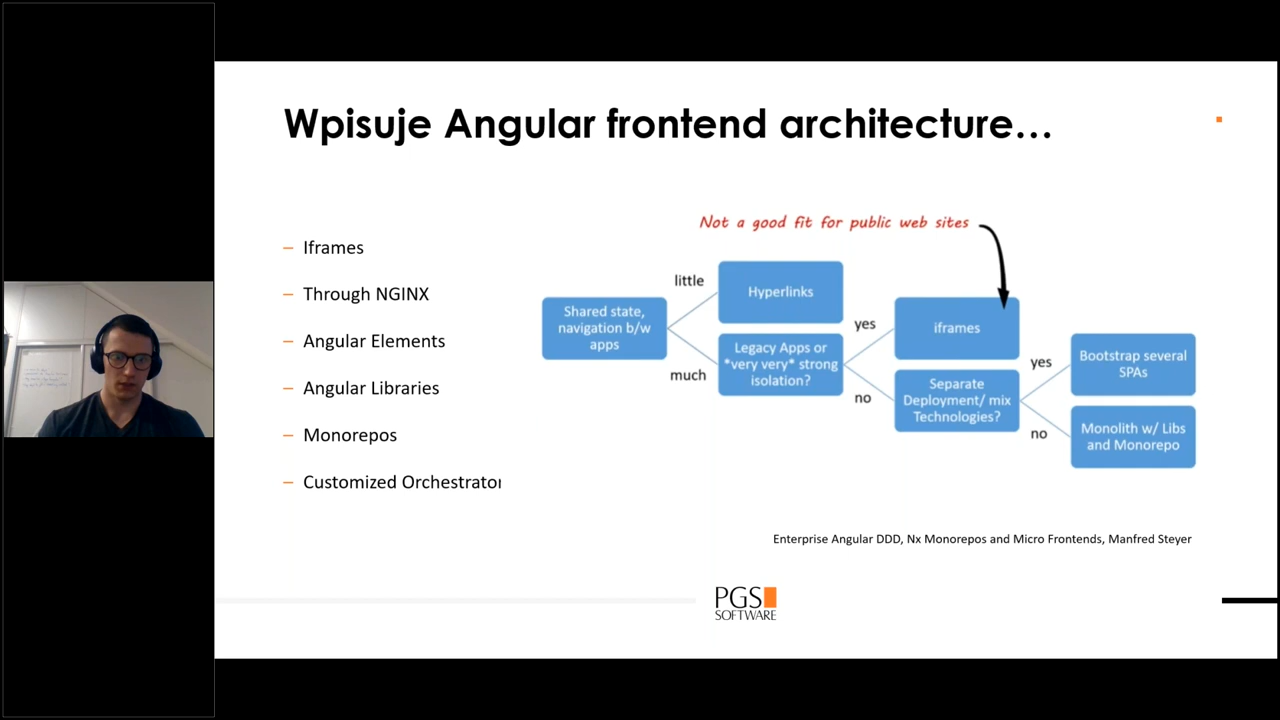 Wpisuje Angular frontend architecture…
– Iframes
– Through NGINX
– Angular Elements
– Angular Libraries
– Monorepos
– Customized Orchestrator
Not a good fit for public web sites
Shared state,
navigation b/w
apps
little
much
Hyperlinks
Legacy Apps or
*very very* strong
isolation?
yes
no
iframes
Separate
Deployment/ mix
Technologies?
yes
no
Bootstrap several
SPAs
Monolith w/ Libs
and Monorepo
Enterprise Angular DDD, Nx Monorepos and Micro Frontends, Manfred Steyer
PGS
SOFTWARE